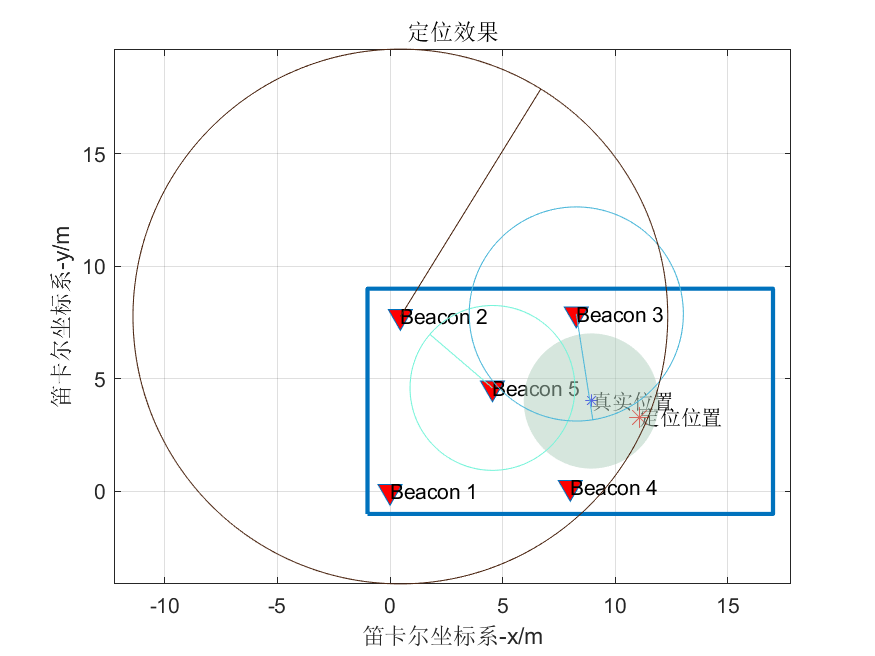 定位效果
15
10
5
0
-10
-5
0
5
10
15
Beacon 2
Beacon 3
Beacon 5
真实位置
定位位置
Beacon 1
Beacon 4
笛卡尔坐标系-y/m
笛卡尔坐标系-x/m